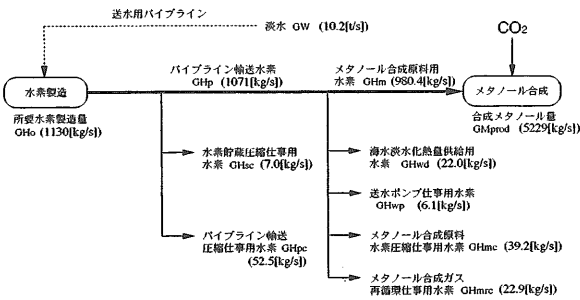 送水用パイプライン
淡水 GW (10.2[t/s])
CO₂
パイプライン輸送水素
GHp (1071[kg/s])
メタノール合成原料用
水素 GHm (980.4[kg/s])
水素製造
メタノール合成
所要水素製造量
GHo (1130[kg/s])
合成メタノール量
GMprod (5229[kg/s])
水素貯蔵圧縮仕事用
水素 GHsc (7.0[kg/s])
海水淡水化熱量供給用
水素 GHwd (22.0[kg/s])
送水ポンプ仕事用水素
GHwp (6.1[kg/s])
パイプライン輸送
圧縮仕事用水素 GHpc
(52.5[kg/s])
メタノール合成原料
水素圧縮仕事用水素 GHmc (39.2[kg/s])
メタノール合成ガス
再循環仕事用水素 GHmrc (22.9[kg/s])